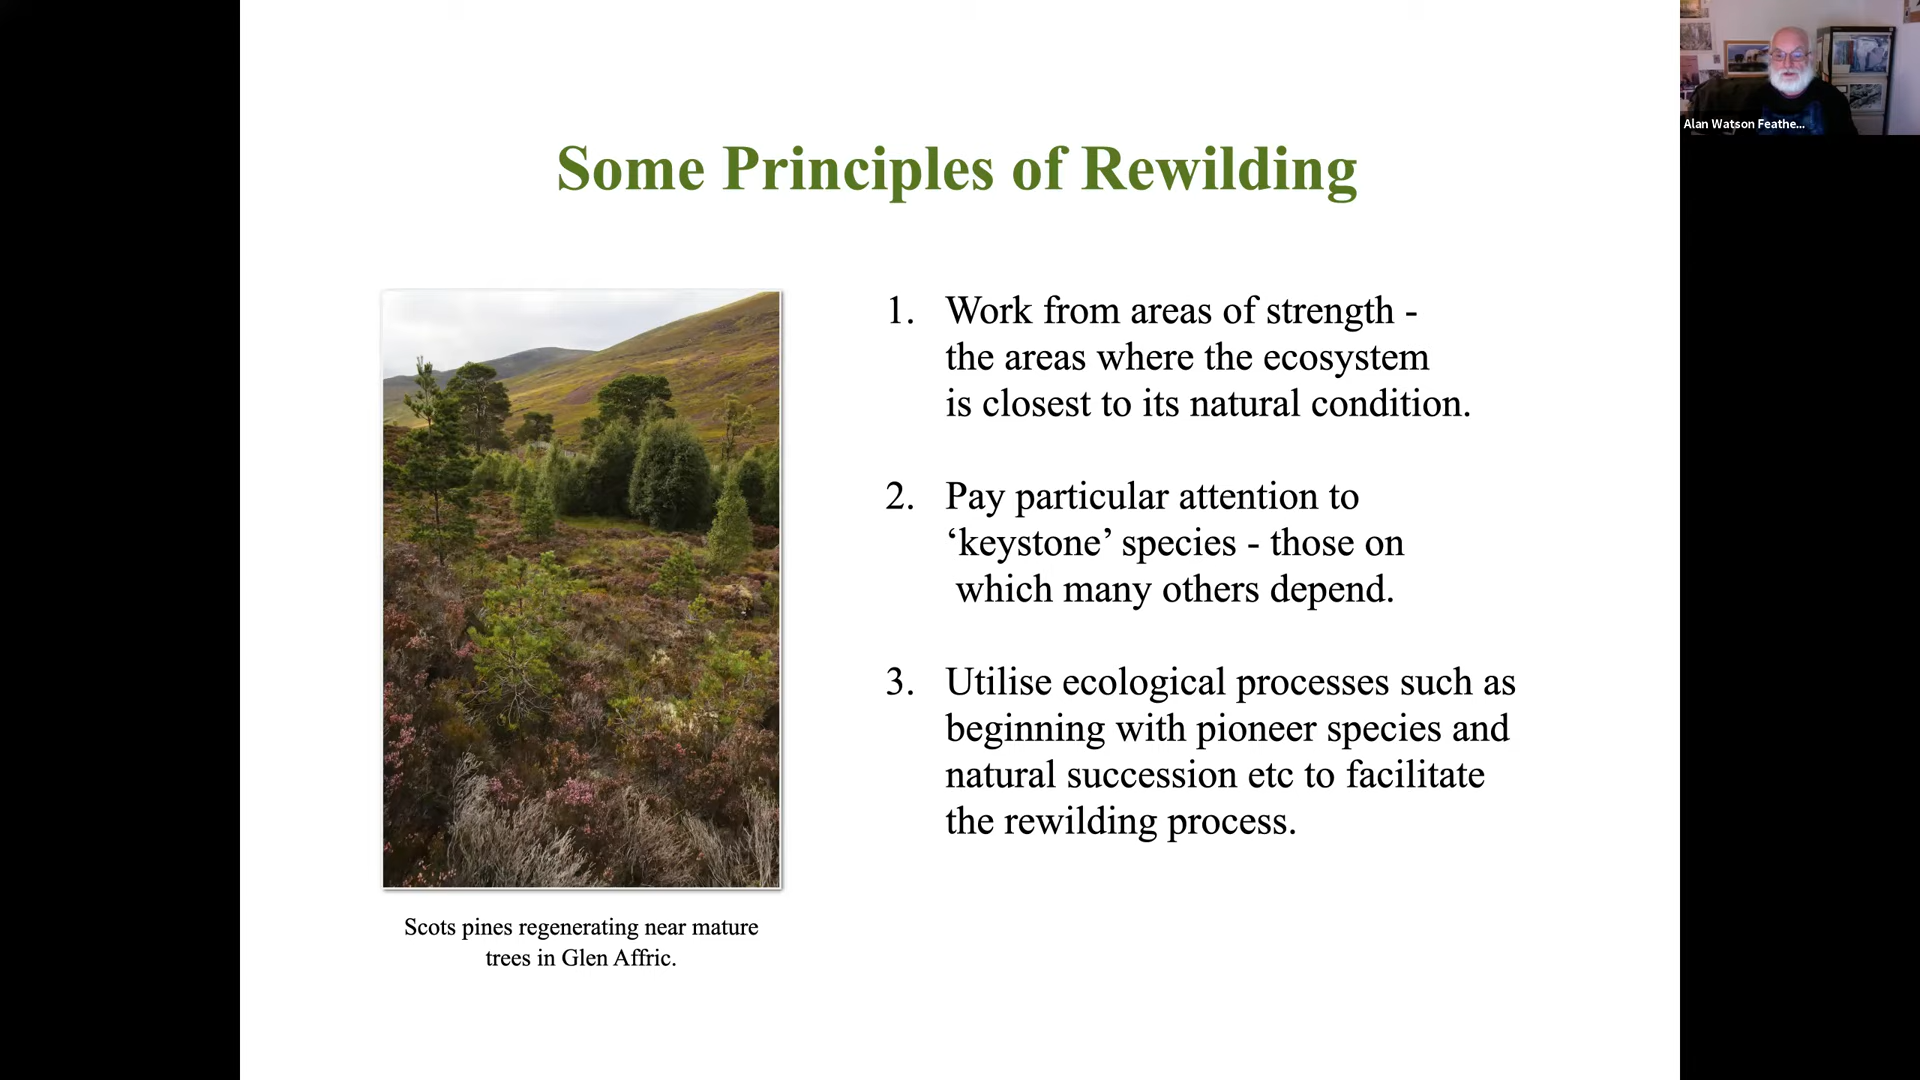 Alan Watson Feathe...
Some Principles of Rewilding
1. Work from areas of strength -
the areas where the ecosystem
is closest to its natural condition.
2. Pay particular attention to
‘keystone’ species - those on
which many others depend.
3. Utilise ecological processes such as
beginning with pioneer species and
natural succession etc to facilitate
the rewilding process.
Scots pines regenerating near mature
trees in Glen Affric.